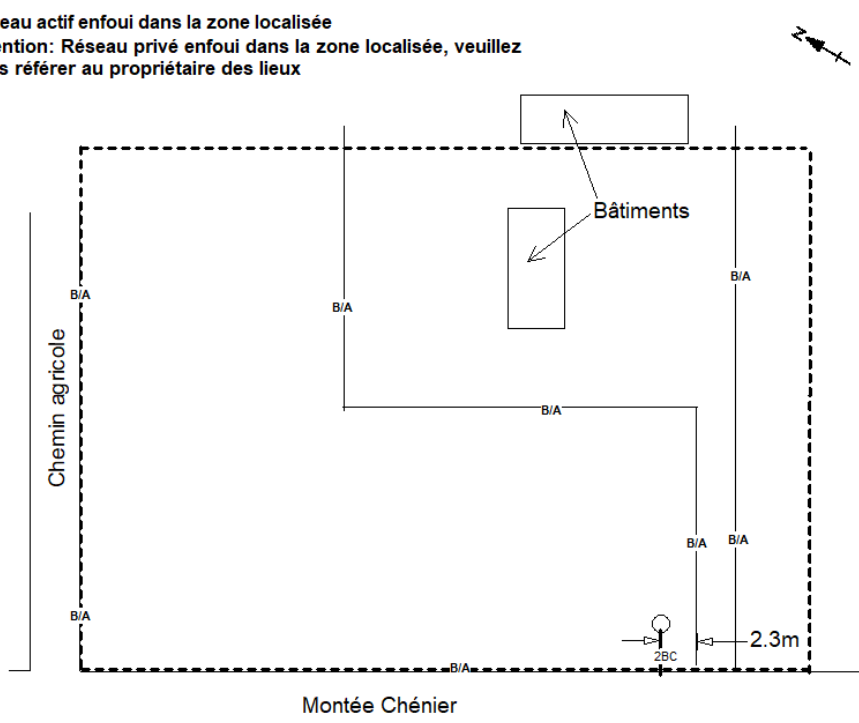 eau actif enfoui dans la zone localisée
ention: Réseau privé enfoui dans la zone localisée, veuillez
s référer au propriétaire des lieux
N
Bâtiments
B/A
B/A
B/A
Chemin agricole
B/A
B/A
B/A
B/A
2.3m
B/A
2BC
B/A
Montée Chénier